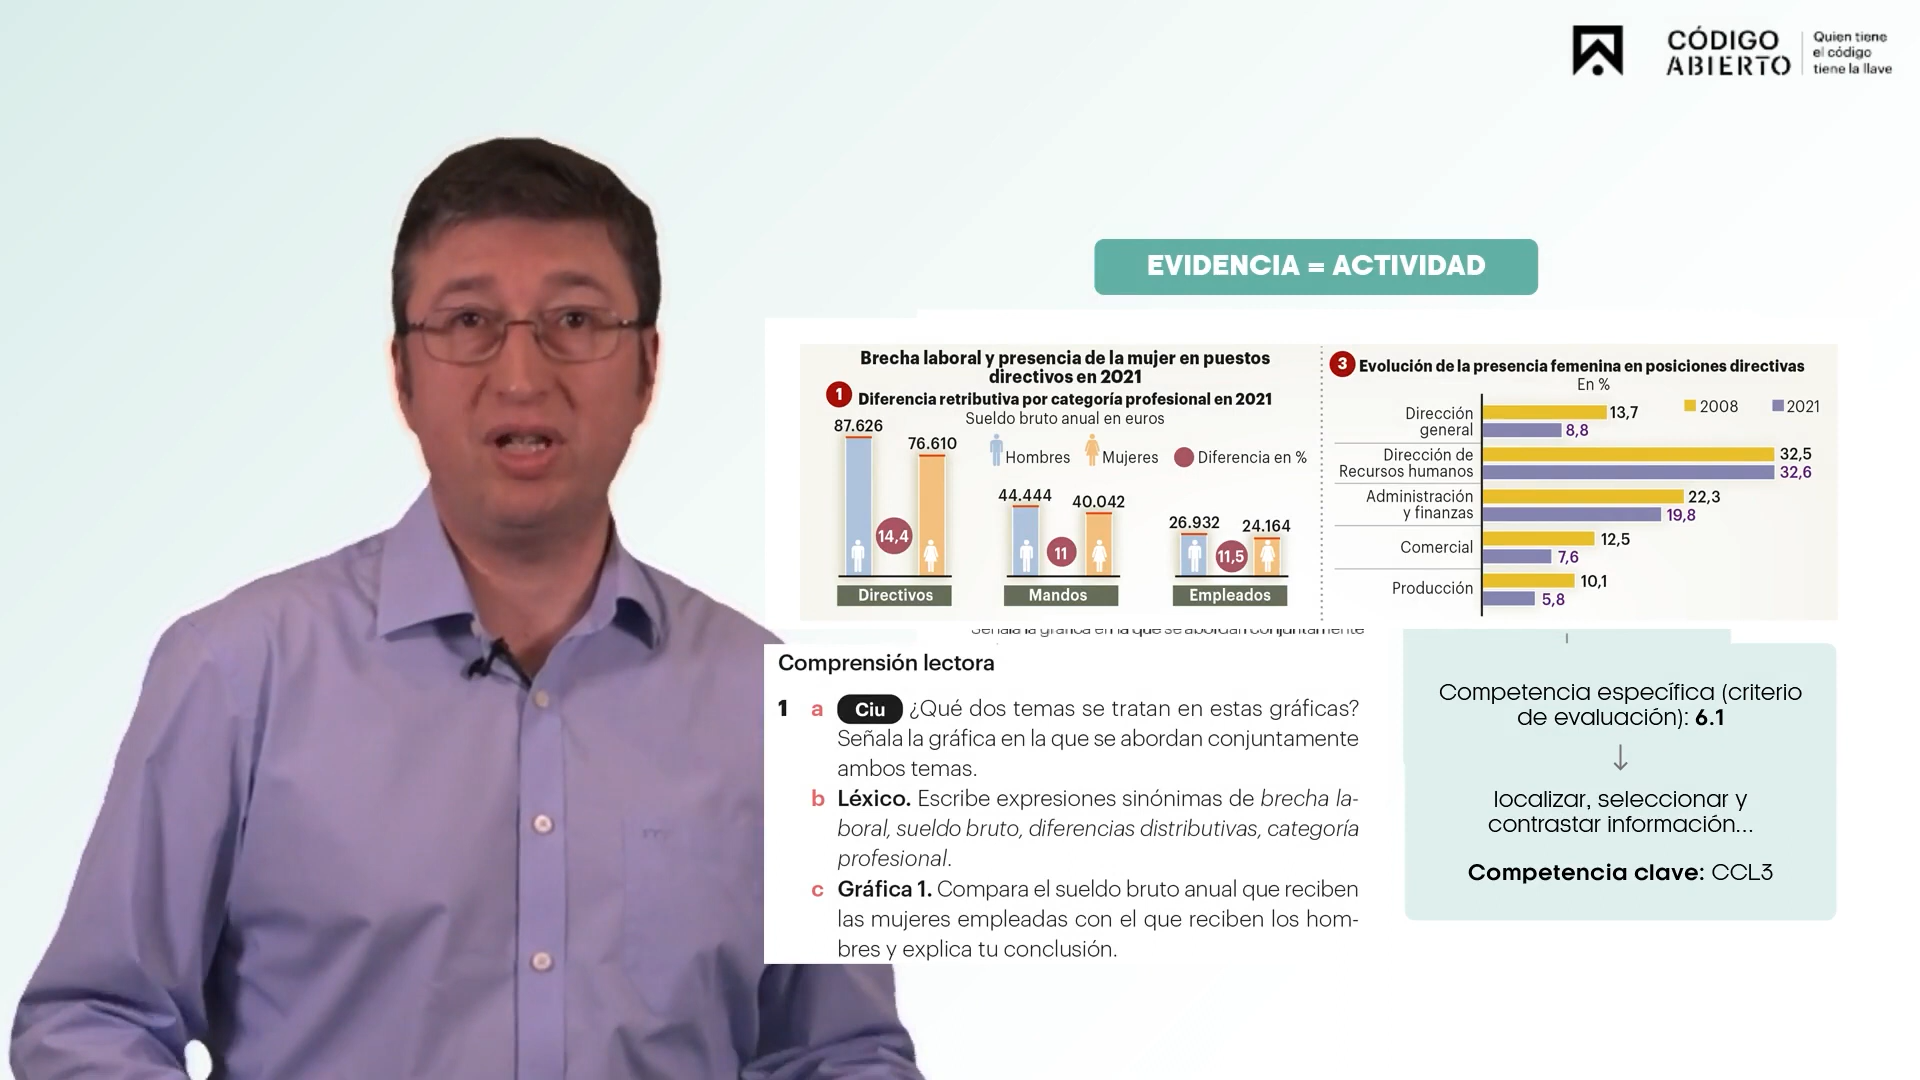 CÓDIGO
ABIERTO
Quien tiene
el código
tiene la llave
EVIDENCIA = ACTIVIDAD
Brecha laboral y presencia de la mujer en puestos
directivos en 2021
1 Diferencia retributiva por categoría profesional en 2021
Sueldo bruto anual en euros
Hombres Mujeres Diferencia en %
87.626
76.610
14,4
Directivos
44.444
40.042
11
Mandos
26.932
24.164
11,5
Empleados
3 Evolución de la presencia femenina en posiciones directivas
En %
2008 2021
Dirección
general
13,7
8,8
Dirección de
Recursos humanos
32,5
32,6
Administración
y finanzas
22,3
19,8
Comercial
12,5
7,6
Producción
10,1
5,8
Señala la gráfica en la que se abordan conjuntamente
Comprensión lectora
1 a Ciu ¿Qué dos temas se tratan en estas gráficas?
Señala la gráfica en la que se abordan conjuntamente
ambos temas.
b Léxico. Escribe expresiones sinónimas de brecha la-
boral, sueldo bruto, diferencias distributivas, categoría
profesional.
c Gráfica 1. Compara el sueldo bruto anual que reciben
las mujeres empleadas con el que reciben los hom-
bres y explica tu conclusión.
Competencia específica (criterio
de evaluación): 6.1
↓
localizar, seleccionar y
contrastar información...
Competencia clave: CCL3